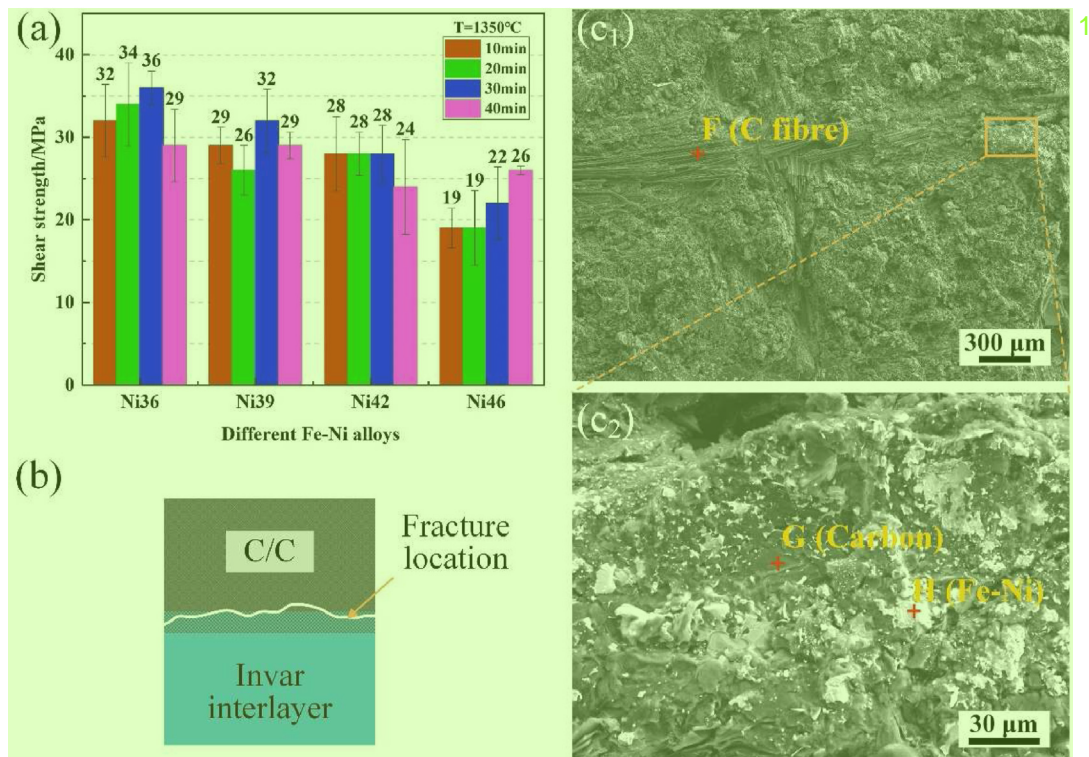 (a)
T=1350℃
10min
20min
30min
40min
40
30
20
10
0
Shear strength/MPa
32
34
36
29
29
26
32
29
28
28
28
24
19
19
22
26
Ni36
Ni39
Ni42
Ni46
Different Fe-Ni alloys
(b)
C/C
Fracture
location
Invar
interlayer
(c₁)
F (C fibre)
300 μm
(c₂)
G (Carbon)
H (Fe-Ni)
30 μm
1